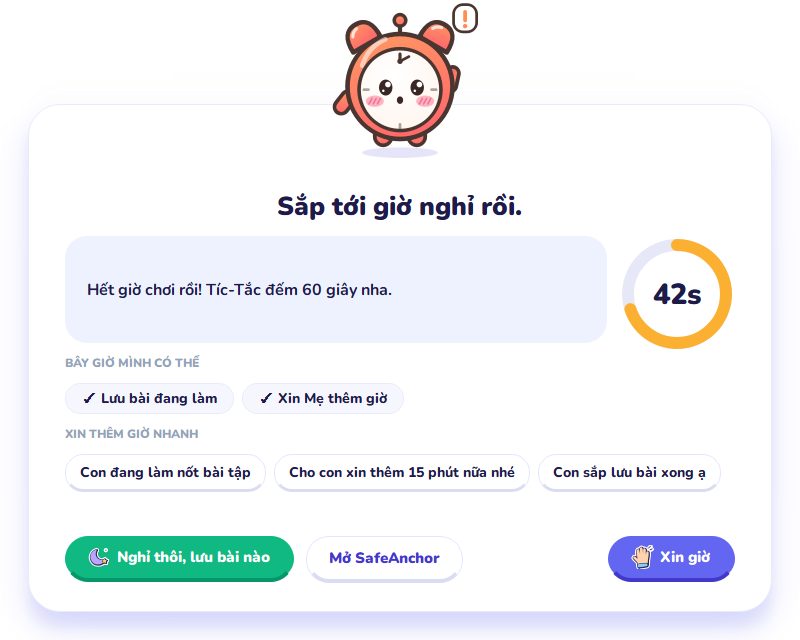 !
Sắp tới giờ nghỉ rồi.
Hết giờ chơi rồi! Tíc-Tắc đếm 60 giây nha.
42s
BÂY GIỜ MÌNH CÓ THỂ
✓ Lưu bài đang làm
✓ Xin Mẹ thêm giờ
XIN THÊM GIỜ NHANH
Con đang làm nốt bài tập
Cho con xin thêm 15 phút nữa nhé
Con sắp lưu bài xong ạ
Nghỉ thôi, lưu bài nào
Mở SafeAnchor
Xin giờ